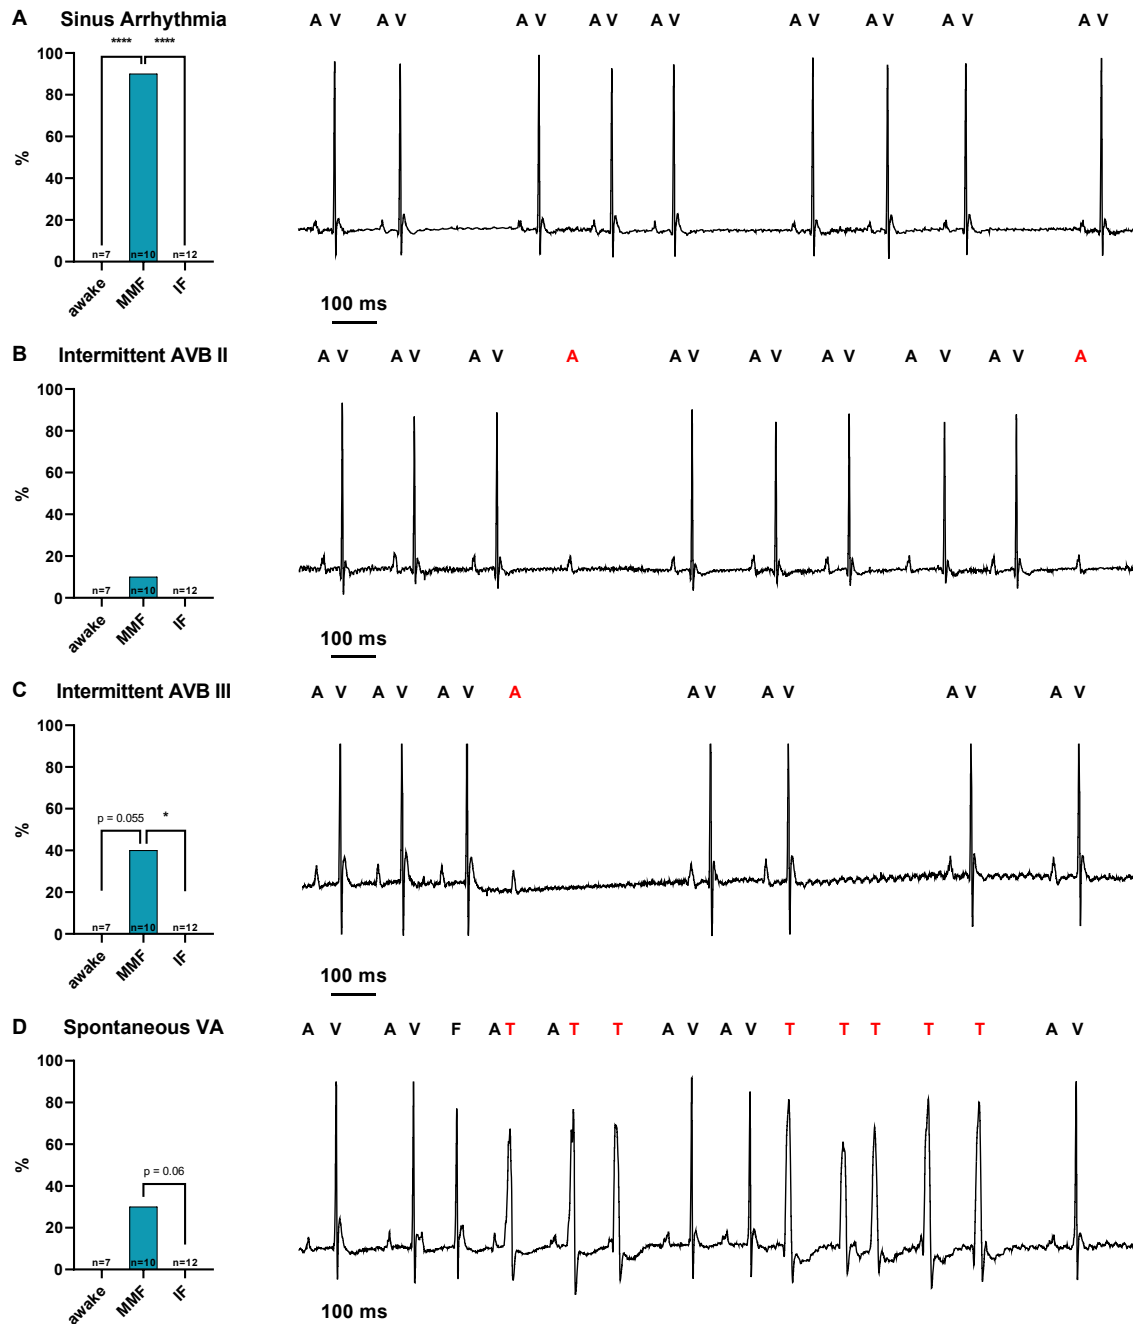 A Sinus Arrhythmia
A V A V A V A V A V A V A V A V A V
**** ****
100
80
60
40
20
0
%
n=7 n=10 n=12
awake MMF IF
100 ms
B Intermittent AVB II
A V A V A V A A V A V A V A V A V A
100
80
60
40
20
0
%
n=7 n=10 n=12
awake MMF IF
100 ms
C Intermittent AVB III
A V A V A V A A V A V A V A V
100
80
60
40
20
0
%
p = 0.055 *
n=7 n=10 n=12
awake MMF IF
100 ms
D Spontaneous VA
A V A V F A T A T T A V A V T T T T T A V
100
80
60
40
20
0
%
p = 0.06
n=7 n=10 n=12
awake MMF IF
100 ms